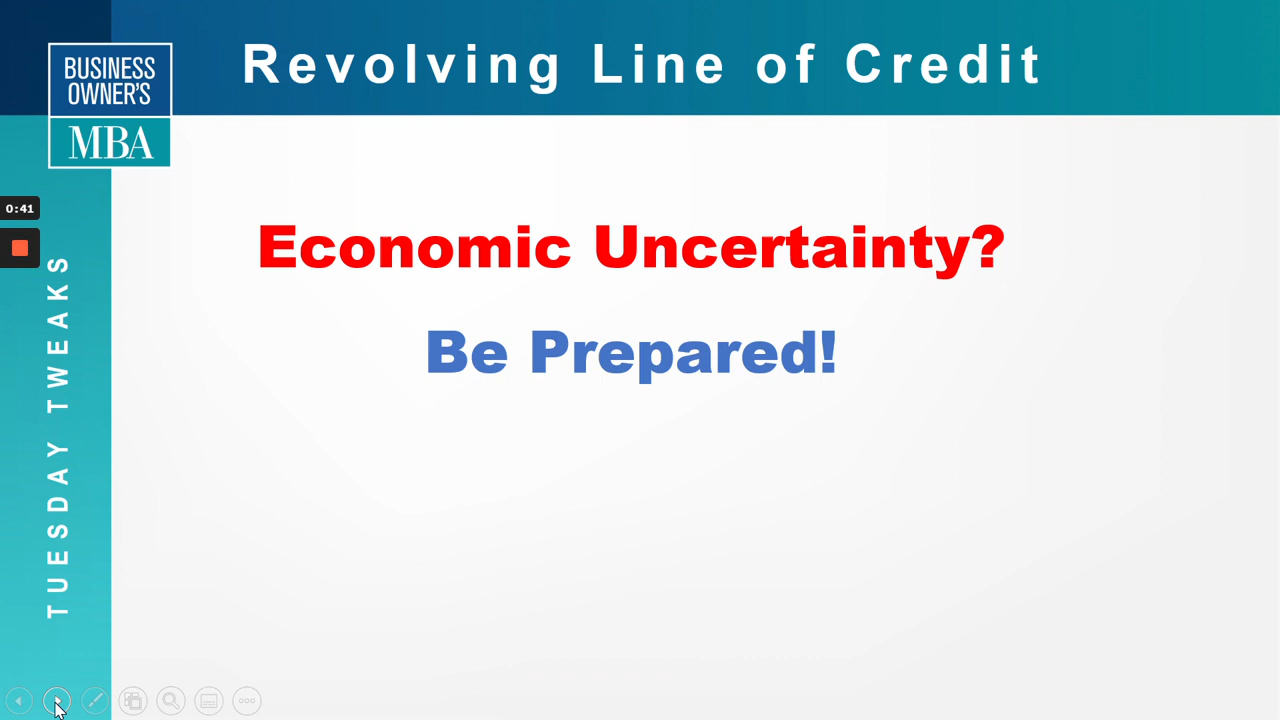 Revolving Line of Credit
BUSINESS
OWNER'S
MBA
0:41
Economic Uncertainty?
Be Prepared!
TUESDAY TWEAKS